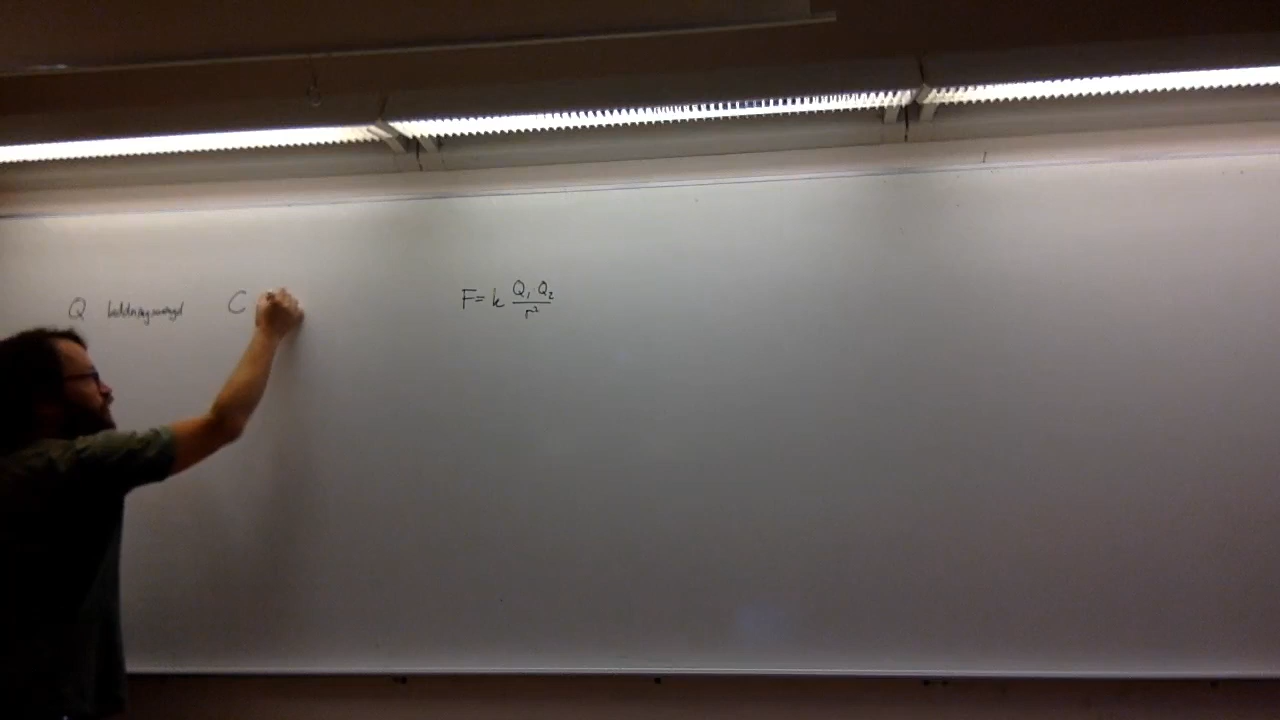 Q laddningsmängd C
F = k Q₁ Q₂ / r²